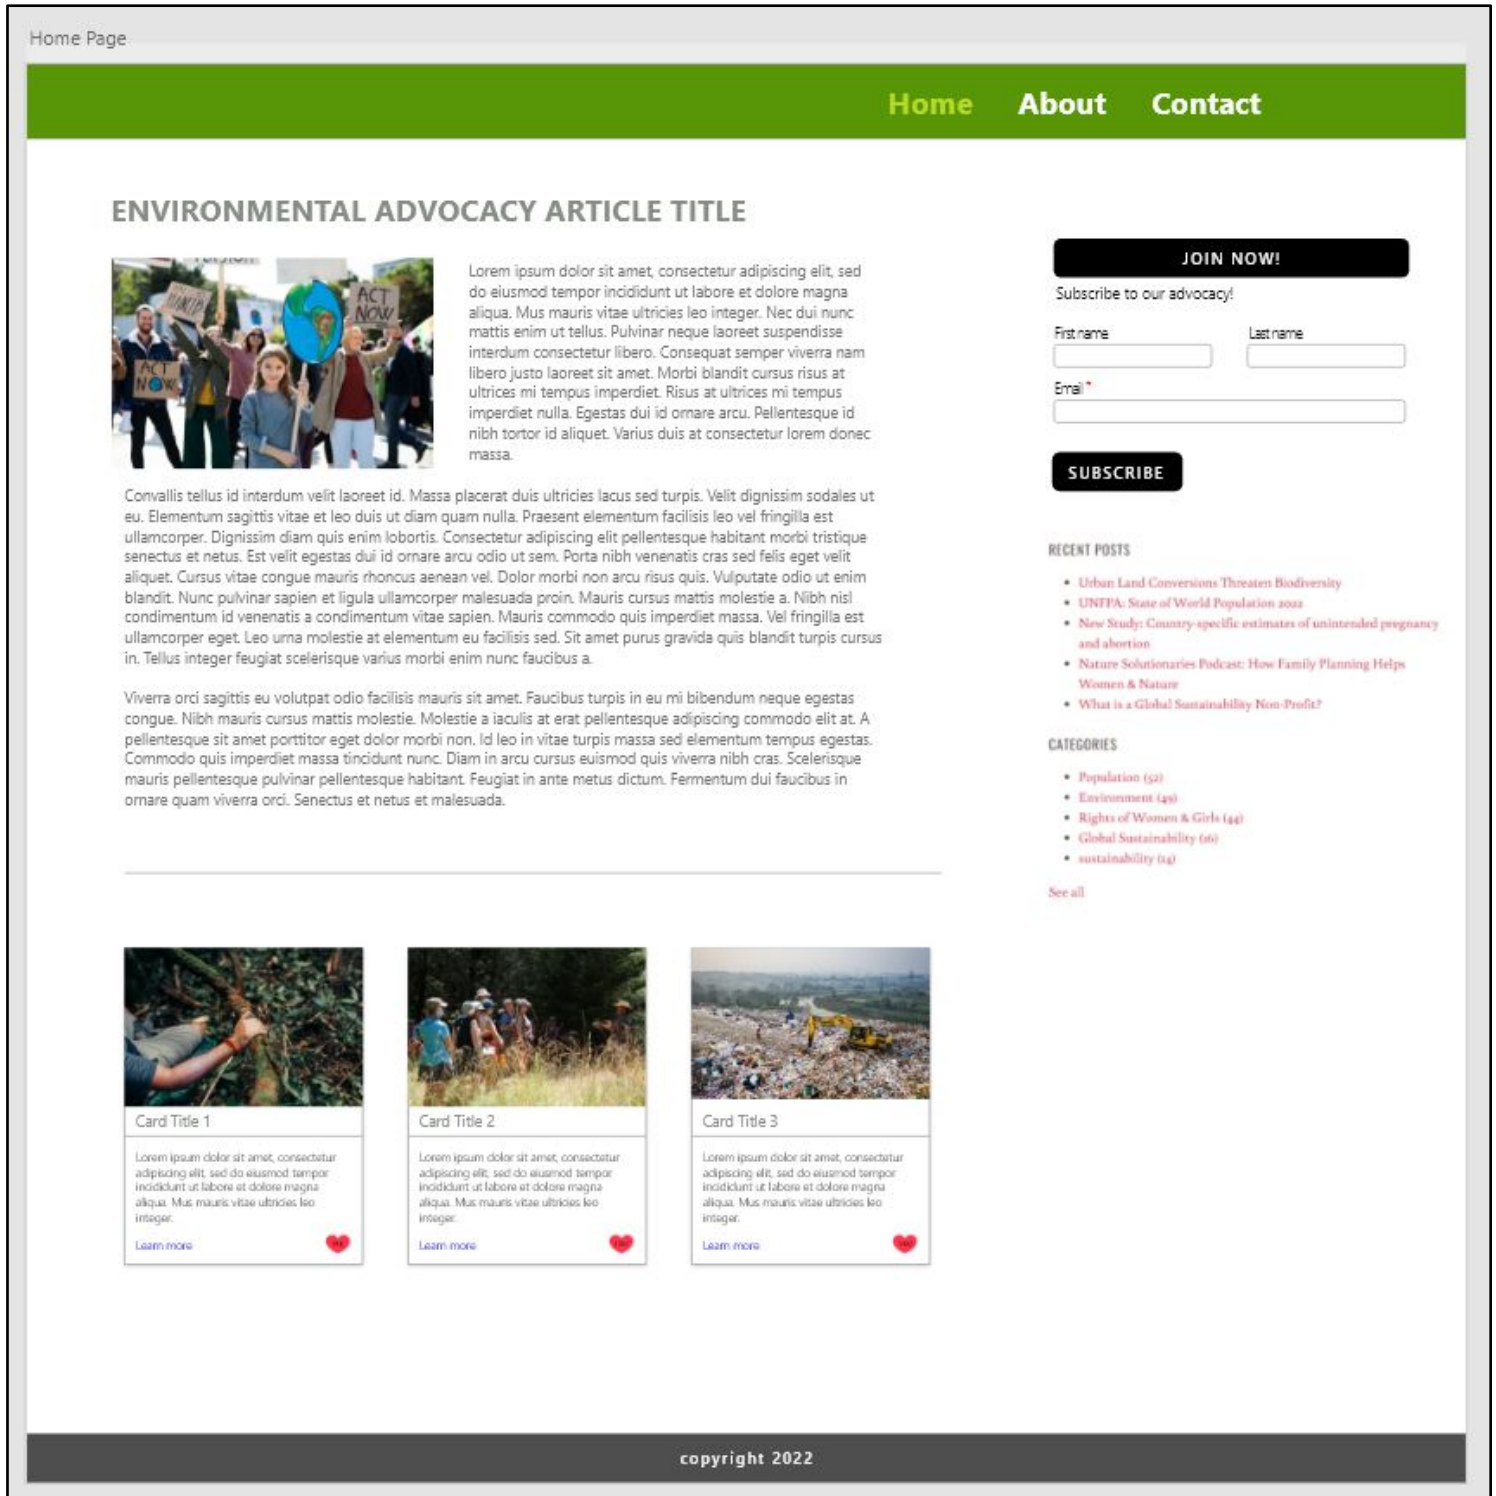 Home Page
Home About Contact
ENVIRONMENTAL ADVOCACY ARTICLE TITLE
ACT
NOW
ACT
NOW
Lorem ipsum dolor sit amet, consectetur adipiscing elit, sed
do eiusmod tempor incididunt ut labore et dolore magna
aliqua. Mus mauris vitae ultricies leo integer. Nec dui nunc
mattis enim ut tellus. Pulvinar neque laoreet suspendisse
interdum consectetur libero. Consequat semper viverra nam
libero justo laoreet sit amet. Morbi blandit cursus risus at
ultrices mi tempus imperdiet. Risus at ultrices mi tempus
imperdiet nulla. Egestas dui id ornare arcu. Pellentesque id
nibh tortor id aliquet. Varius duis at consectetur lorem donec
massa.
Convallis tellus id interdum velit laoreet id. Massa placerat duis ultricies lacus sed turpis. Velit dignissim sodales ut
eu. Elementum sagittis vitae et leo duis ut diam quam nulla. Praesent elementum facilisis leo vel fringilla est
ullamcorper. Dignissim diam quis enim lobortis. Consectetur adipiscing elit pellentesque habitant morbi tristique
senectus et netus. Est velit egestas dui id ornare arcu odio ut sem. Porta nibh venenatis cras sed felis eget velit
aliquet. Cursus vitae congue mauris rhoncus aenean vel. Dolor morbi non arcu risus quis. Vulputate odio ut enim
blandit. Nunc pulvinar sapien et ligula ullamcorper malesuada proin. Mauris cursus mattis molestie a. Nibh nisl
condimentum id venenatis a condimentum vitae sapien. Mauris commodo quis imperdiet massa. Vel fringilla est
ullamcorper eget. Leo urna molestie at elementum eu facilisis sed. Sit amet purus gravida quis blandit turpis cursus
in. Tellus integer feugiat scelerisque varius morbi enim nunc faucibus a.
Viverra orci sagittis eu volutpat odio facilisis mauris sit amet. Faucibus turpis in eu mi bibendum neque egestas
congue. Nibh mauris cursus mattis molestie. Molestie a iaculis at erat pellentesque adipiscing commodo elit at. A
pellentesque sit amet porttitor eget dolor morbi non. Id leo in vitae turpis massa sed elementum tempus egestas.
Commodo quis imperdiet massa tincidunt nunc. Diam in arcu cursus euismod quis viverra nibh cras. Scelerisque
mauris pellentesque pulvinar pellentesque habitant. Feugiat in ante metus dictum. Fermentum dui faucibus in
ornare quam viverra orci. Senectus et netus et malesuada.
JOIN NOW!
Subscribe to our advocacy!
First name Last name
Email *
SUBSCRIBE
RECENT POSTS
Urban Land Conversions Threaten Biodiversity
UNFPA: State of World Population 2022
New Study: Country-specific estimates of unintended pregnancy
and abortion
Nature Solutionaries Podcast: How Family Planning Helps
Women & Nature
What is a Global Sustainability Non-Profit?
CATEGORIES
Population (52)
Environment (49)
Rights of Women & Girls (44)
Global Sustainability (16)
sustainability (14)
See all
Card Title 1
Lorem ipsum dolor sit amet, consectetur
adipiscing elit, sed do eiusmod tempor
incididunt ut labore et dolore magna
aliqua. Mus mauris vitae ultricies leo
integer.
Learn more
Card Title 2
Lorem ipsum dolor sit amet, consectetur
adipiscing elit, sed do eiusmod tempor
incididunt ut labore et dolore magna
aliqua. Mus mauris vitae ultricies leo
integer.
Learn more
Card Title 3
Lorem ipsum dolor sit amet, consectetur
adipiscing elit, sed do eiusmod tempor
incididunt ut labore et dolore magna
aliqua. Mus mauris vitae ultricies leo
integer.
Learn more
copyright 2022